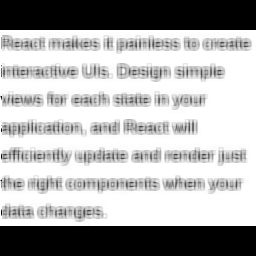 React makes it painless to create
interactive UIs. Design simple
views for each state in your
application, and React will
efficiently update and render just
the right components when your
data changes.